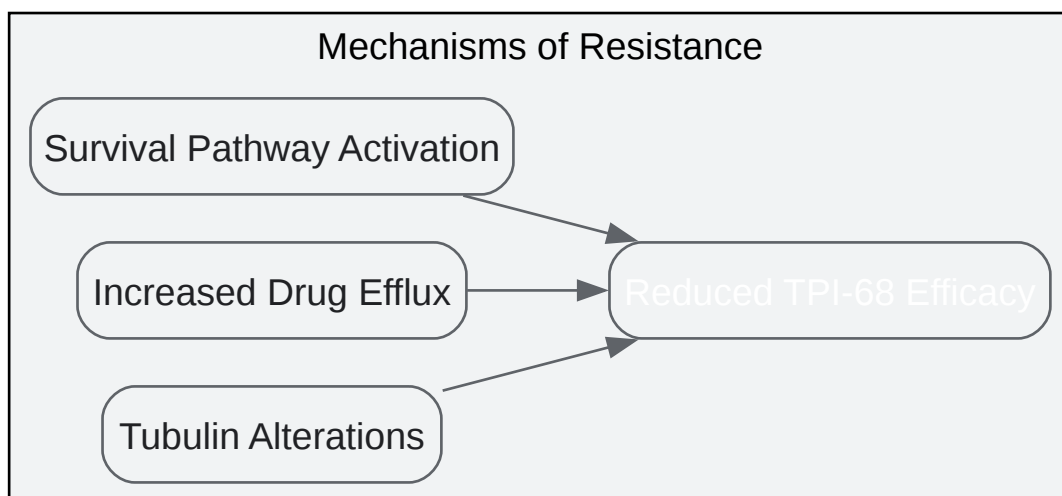 Mechanisms of Resistance
Survival Pathway Activation
Increased Drug Efflux
Reduced TPI-68 Efficacy
Tubulin Alterations